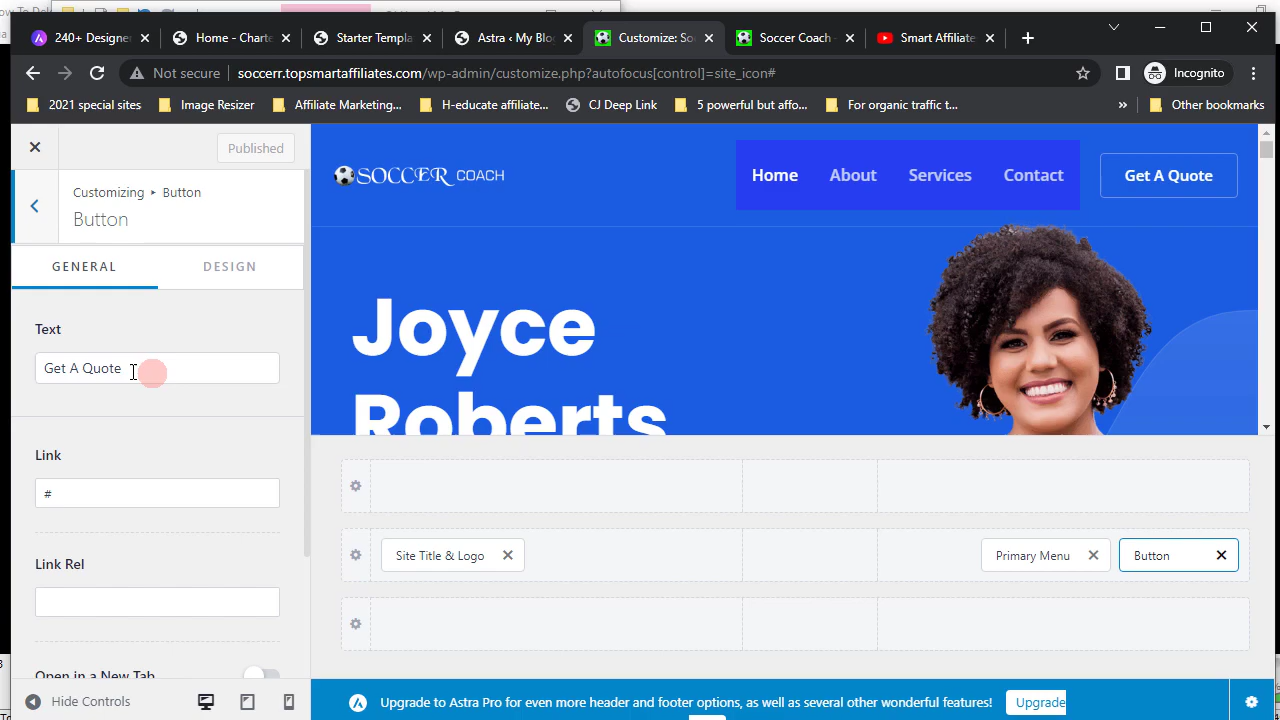 240+ Designer
Home - Charte
Starter Templa
Astra ‹ My Blo
Customize: So
Soccer Coach -
Smart Affiliate
Not secure
soccerr.topsmartaffiliates.com/wp-admin/customize.php?autofocus[control]=site_icon#
Incognito
2021 special sites
Image Resizer
Affiliate Marketing...
H-educate affiliate...
CJ Deep Link
5 powerful but affo...
For organic traffic t...
»
Other bookmarks
Published
Customizing ▸ Button
Button
GENERAL
DESIGN
Text
Get A Quote
Link
#
Link Rel
Open in a New Tab
Hide Controls
SOCCER COACH
Home
About
Services
Contact
Get A Quote
Joyce
Roberts
Site Title & Logo
Primary Menu
Button
Upgrade to Astra Pro for even more header and footer options, as well as several other wonderful features!
Upgrade